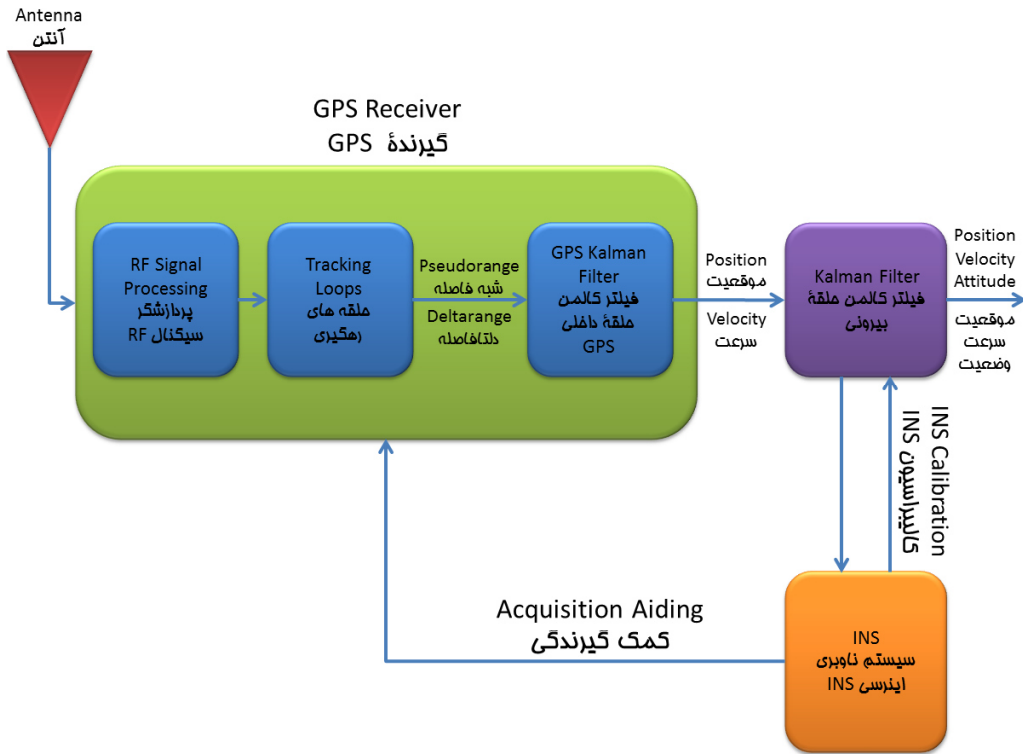 Antenna
آنتن
GPS Receiver
گیرندهٔ GPS
RF Signal
Processing
پردازشگر
سیگنال RF
Tracking
Loops
حلقه های
رهگیری
Pseudorange
شبه فاصله
Deltarange
دلتافاصله
GPS Kalman
Filter
فیلتر کالمن
حلقهٔ داخلی
GPS
Position
موقعیت
Velocity
سرعت
Kalman Filter
فیلتر کالمن حلقهٔ
بیرونی
Position
Velocity
Attitude
موقعیت
سرعت
وضعیت
INS Calibration
کالیبراسیون INS
Acquisition Aiding
کمک گیرندگی
INS
سیستم ناوبری
اینرسی INS